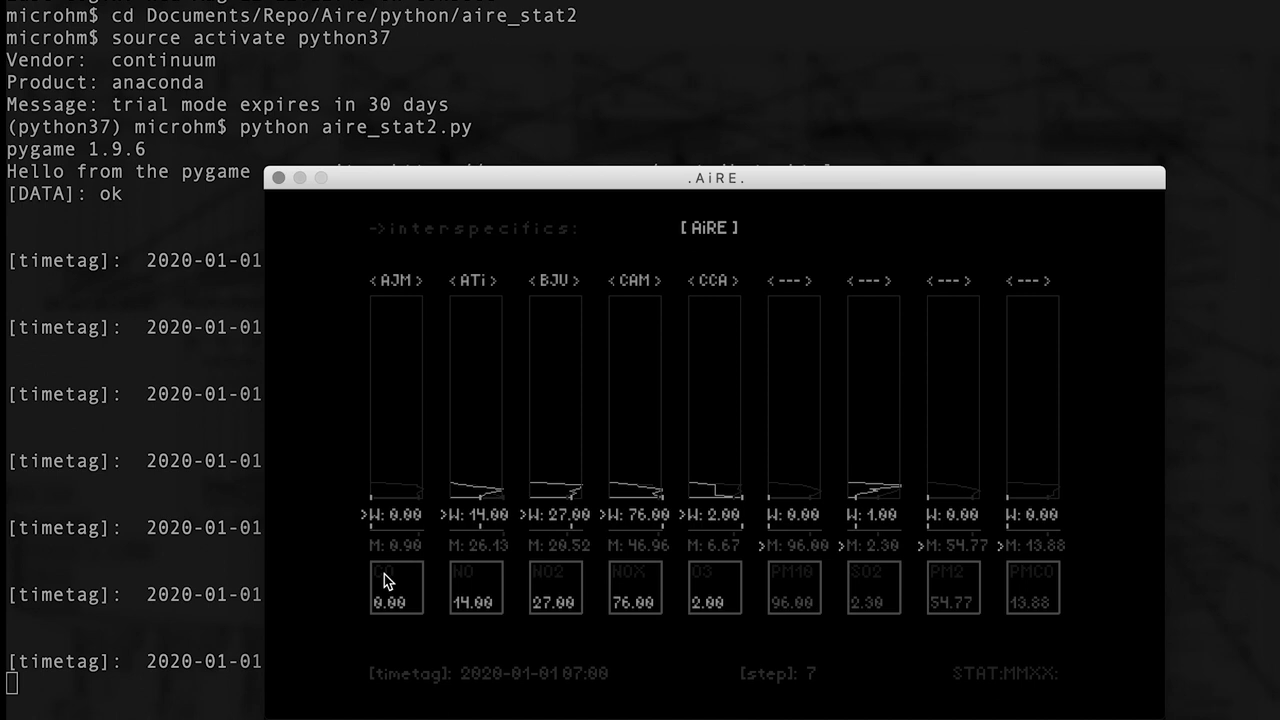 microhm$ cd Documents/Repo/Aire/python/aire_stat2
microhm$ source activate python37
Vendor:  continuum
Product: anaconda
Message: trial mode expires in 30 days
(python37) microhm$ python aire_stat2.py
pygame 1.9.6
Hello from the pygame
[DATA]: ok
[timetag]:  2020-01-01
[timetag]:  2020-01-01
[timetag]:  2020-01-01
[timetag]:  2020-01-01
[timetag]:  2020-01-01
[timetag]:  2020-01-01
[timetag]:  2020-01-01
.AiRE.
->interspecifics: [AiRE]
<AJM> <ATi> <BJU> <CAM> <CCA> <---> <---> <---> <--->
>W: 0.00 >W: 14.00 >W: 27.00 >W: 76.00 >W: 2.00 W: 0.00 W: 1.00 W: 0.00 W: 0.00
M: 0.90 M: 26.13 M: 20.52 M: 46.96 M: 6.67 >M: 96.00 >M: 2.30 >M: 54.77 >M: 13.88
CO NO NO2 NOX O3 PM10 SO2 PM2 PMCO
0.00 14.00 27.00 76.00 2.00 96.00 2.30 54.77 13.88
[timetag]: 2020-01-01 07:00 [step]: 7 STAT:MMXX: